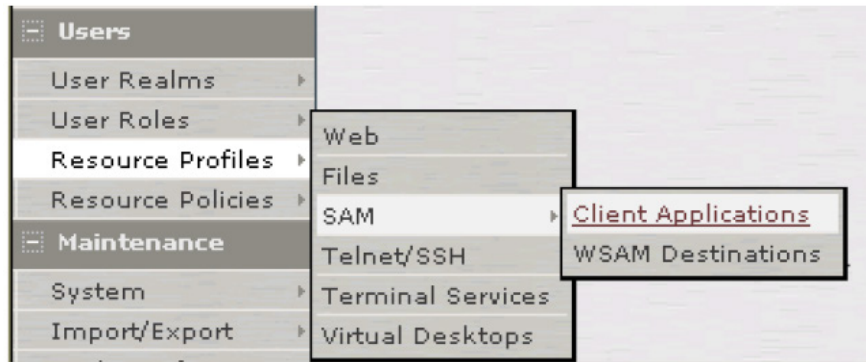 Users
User Realms
User Roles
Resource Profiles
Resource Policies
Maintenance
System
Import/Export
Web
Files
SAM
Telnet/SSH
Terminal Services
Virtual Desktops
Client Applications
WSAM Destinations